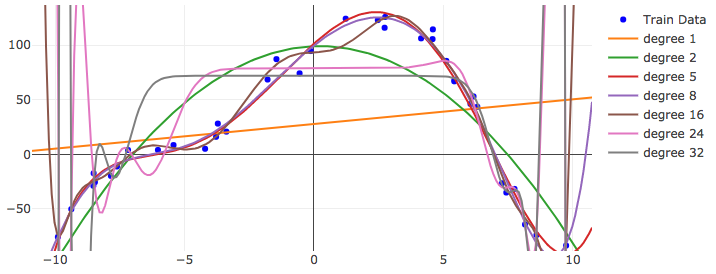 100
50
0
−50
−10
−5
0
5
10
Train Data
degree 1
degree 2
degree 5
degree 8
degree 16
degree 24
degree 32